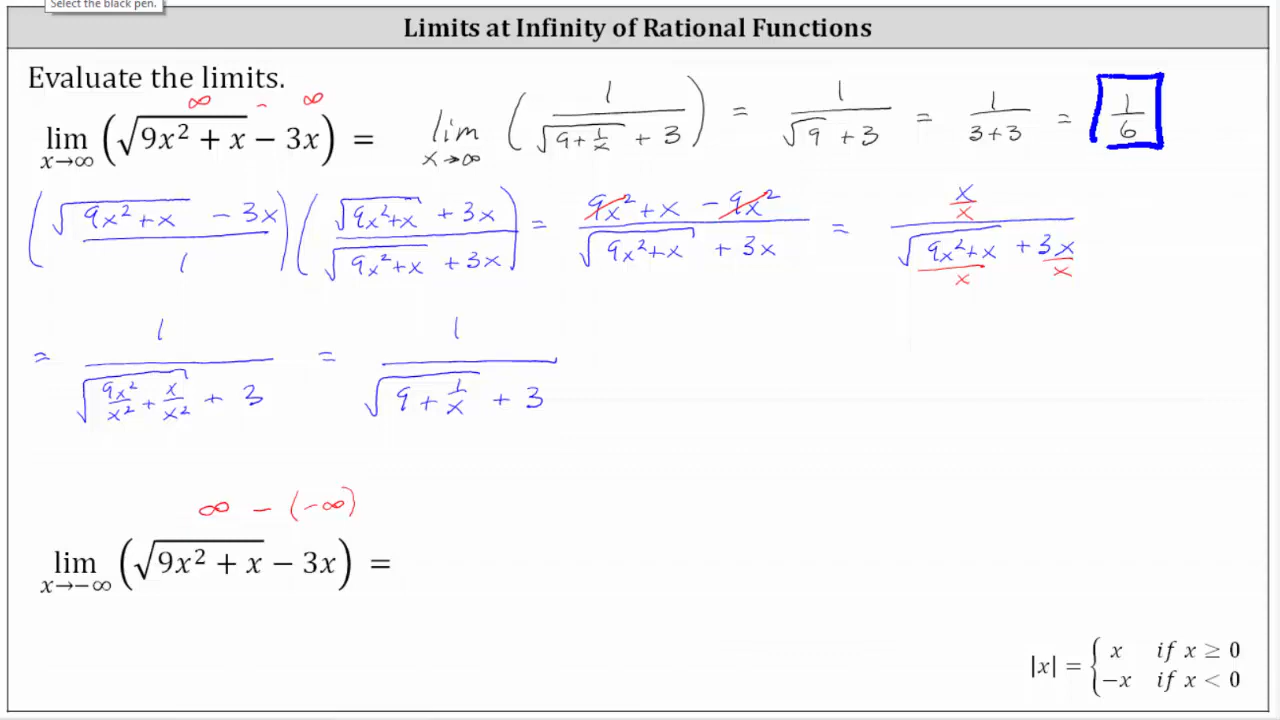 Select the black pen.
Limits at Infinity of Rational Functions
Evaluate the limits.
∞ - ∞
lim x→∞ (√(9x² + x) − 3x) = lim x→∞ (1/(√(9+1/x) + 3)) = 1/(√9 + 3) = 1/(3+3) = 1/6
((√(9x²+x) - 3x)/1) ((√(9x²+x) + 3x)/(√(9x²+x) + 3x)) = (9x²+x - 9x²)/(√(9x²+x) + 3x) = (x/x)/(√(9x²+x)/x + 3x/x)
= 1/(√(9x²/x² + x/x²) + 3) = 1/(√(9 + 1/x) + 3)
∞ - (-∞)
lim x→−∞ (√(9x² + x) − 3x) =
|x| = { x if x ≥ 0
−x if x < 0